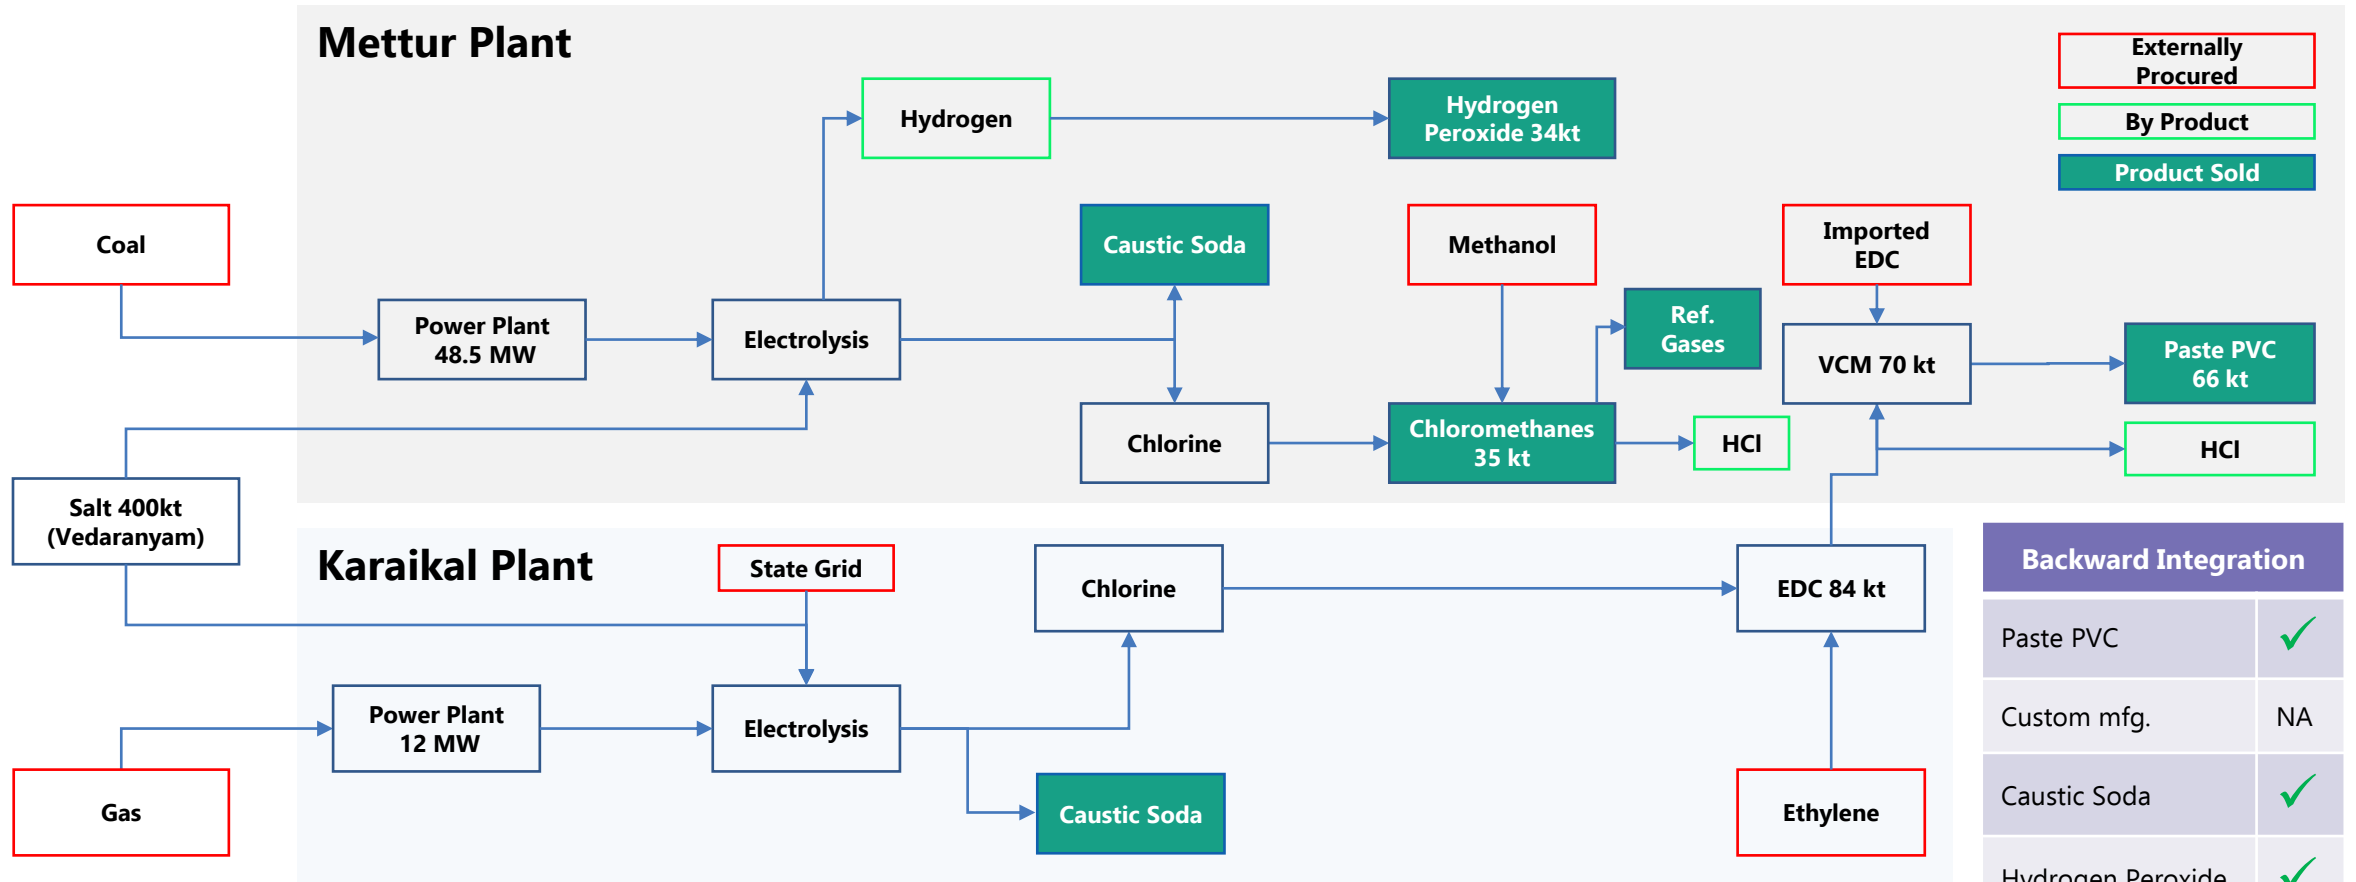 Mettur Plant
Externally
Procured
By Product
Product Sold
Hydrogen
Hydrogen
Peroxide 34kt
Coal
Caustic Soda
Methanol
Imported
EDC
Power Plant
48.5 MW
Electrolysis
Ref.
Gases
VCM 70 kt
Paste PVC
66 kt
Chlorine
Chloromethanes
35 kt
HCl
HCl
Salt 400kt
(Vedaranyam)
Karaikal Plant
State Grid
Chlorine
EDC 84 kt
Power Plant
12 MW
Electrolysis
Gas
Caustic Soda
Ethylene
Backward Integration
Paste PVC
Custom mfg. NA
Caustic Soda
Hydrogen Peroxide